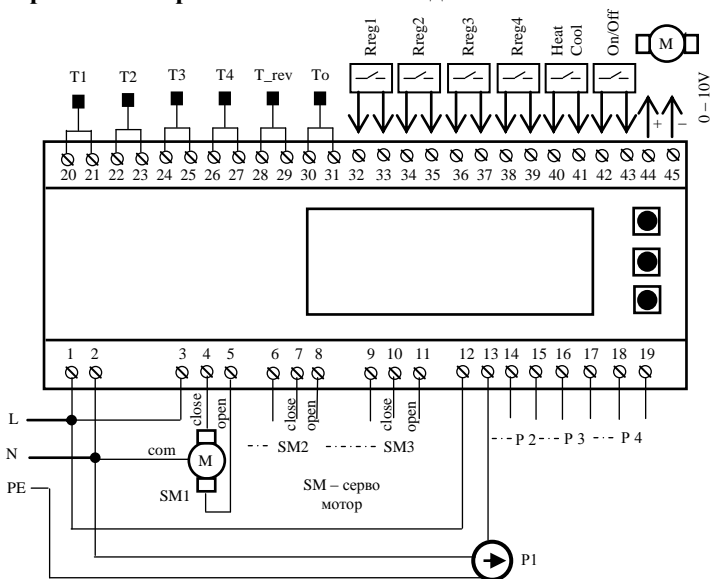 Rreg1 Rreg2 Rreg3 Rreg4 Heat Cool On/Off
M
0 – 10V
T1 T2 T3 T4 T_rev To
+ –
20 21 22 23 24 25 26 27 28 29 30 31 32 33 34 35 36 37 38 39 40 41 42 43 44 45
1 2 3 4 5 6 7 8 9 10 11 12 13 14 15 16 17 18 19
L
close open close open close open
N
com
M
SM2 SM3 P 2 P 3 P 4
PE
SM1
SM – серво
мотор
P1